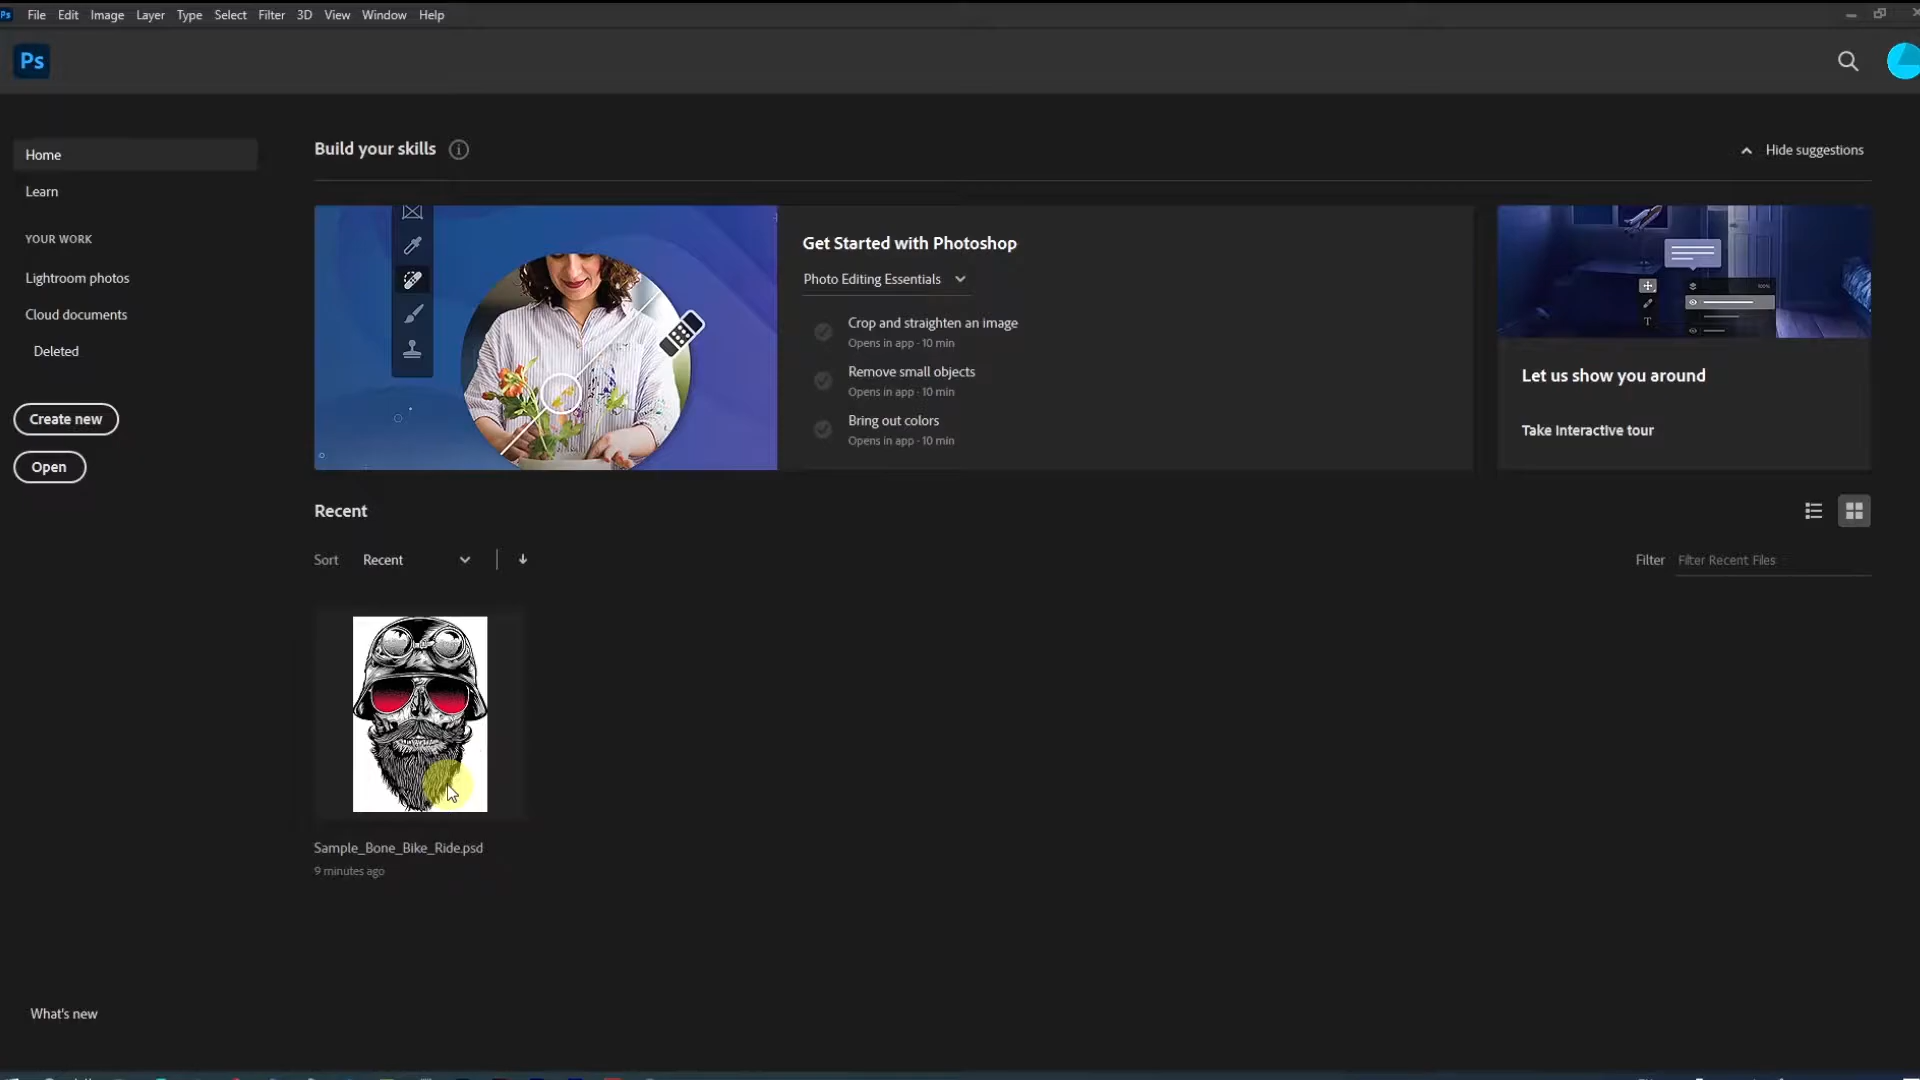 Ps File Edit Image Layer Type Select Filter 3D View Window Help
Ps
Home
Learn
YOUR WORK
Lightroom photos
Cloud documents
Deleted
Create new
Open
What's new
Build your skills
Hide suggestions
Get Started with Photoshop
Photo Editing Essentials
Crop and straighten an image
Opens in app · 10 min
Remove small objects
Opens in app · 10 min
Bring out colors
Opens in app · 10 min
Let us show you around
Take interactive tour
Recent
Sort Recent
Filter Filter Recent Files
Sample_Bone_Bike_Ride.psd
9 minutes ago